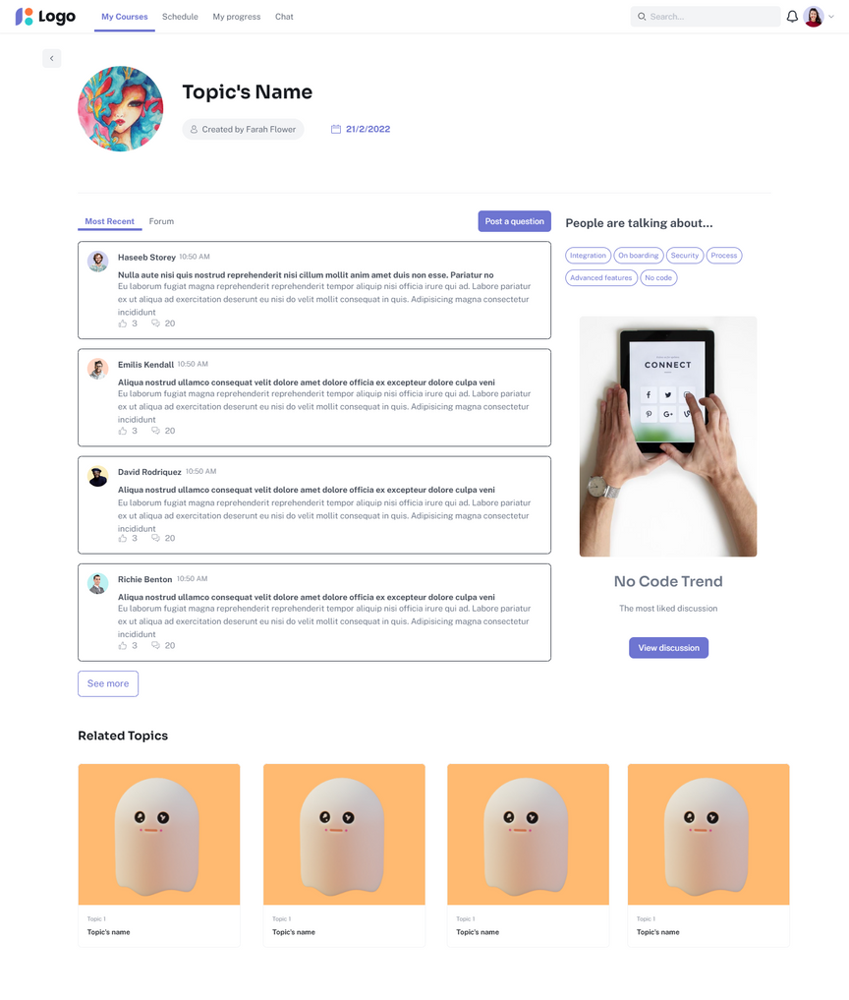 Logo
My Courses
Schedule
My progress
Chat
Search...
Topic's Name
Created by Farah Flower
21/2/2022
Most Recent
Forum
Post a question
Haseeb Storey 10:50 AM
Nulla aute nisi quis nostrud reprehenderit nisi cillum mollit anim amet duis non esse. Pariatur no
Eu laborum fugiat magna reprehenderit reprehenderit tempor aliquip nisi officia irure qui ad. Labore pariatur
ex ut aliqua ad exercitation deserunt eu nisi do velit mollit consequat in quis. Adipisicing magna consectetur
incididunt
3 20
Emilis Kendall 10:50 AM
Aliqua nostrud ullamco consequat velit dolore amet dolore officia ex excepteur dolore culpa veni
Eu laborum fugiat magna reprehenderit reprehenderit tempor aliquip nisi officia irure qui ad. Labore pariatur
ex ut aliqua ad exercitation deserunt eu nisi do velit mollit consequat in quis. Adipisicing magna consectetur
incididunt
3 20
David Rodriquez 10:50 AM
Aliqua nostrud ullamco consequat velit dolore amet dolore officia ex excepteur dolore culpa veni
Eu laborum fugiat magna reprehenderit reprehenderit tempor aliquip nisi officia irure qui ad. Labore pariatur
ex ut aliqua ad exercitation deserunt eu nisi do velit mollit consequat in quis. Adipisicing magna consectetur
incididunt
3 20
Richie Benton 10:50 AM
Aliqua nostrud ullamco consequat velit dolore amet dolore officia ex excepteur dolore culpa veni
Eu laborum fugiat magna reprehenderit reprehenderit tempor aliquip nisi officia irure qui ad. Labore pariatur
ex ut aliqua ad exercitation deserunt eu nisi do velit mollit consequat in quis. Adipisicing magna consectetur
incididunt
3 20
See more
People are talking about...
Integration
On boarding
Security
Process
Advanced features
No code
CONNECT
G+
No Code Trend
The most liked discussion
View discussion
Related Topics
Topic 1
Topic's name
Topic 1
Topic's name
Topic 1
Topic's name
Topic 1
Topic's name